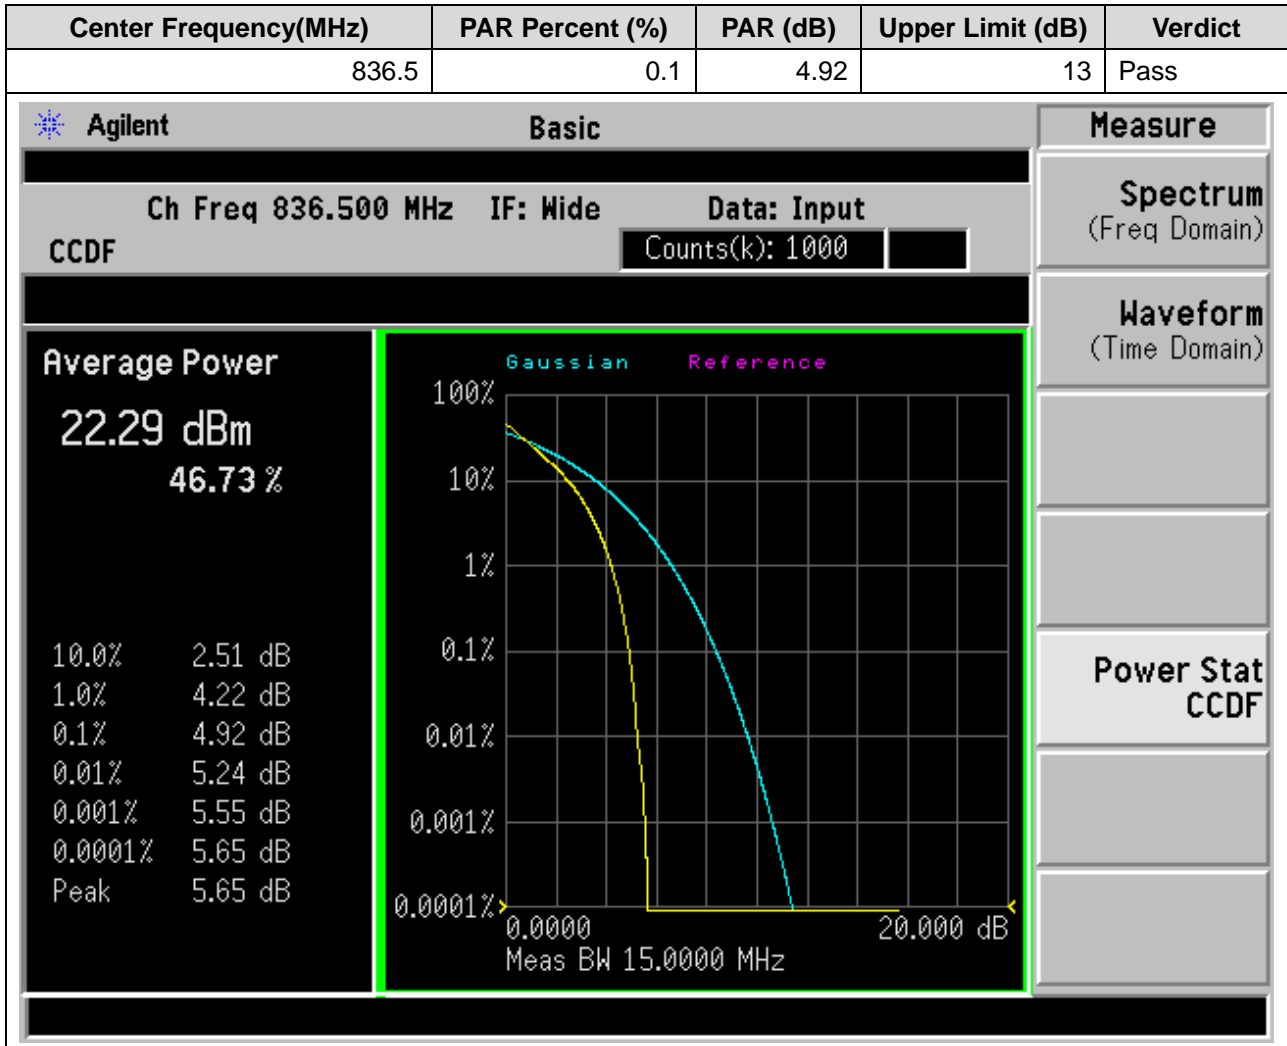 Center Frequency(MHz) PAR Percent (%) PAR (dB) Upper Limit (dB) Verdict
836.5 0.1 4.92 13 Pass
Agilent Basic
Ch Freq 836.500 MHz IF: Wide Data: Input
CCDF
Counts(k): 1000
Average Power
22.29 dBm
46.73 %
10.0% 2.51 dB
1.0% 4.22 dB
0.1% 4.92 dB
0.01% 5.24 dB
0.001% 5.55 dB
0.0001% 5.65 dB
Peak 5.65 dB
Gaussian Reference
100%
10%
1%
0.1%
0.01%
0.001%
0.0001%
0.0000 20.000 dB
Meas BW 15.0000 MHz
Measure
Spectrum
(Freq Domain)
Waveform
(Time Domain)
Power Stat
CCDF